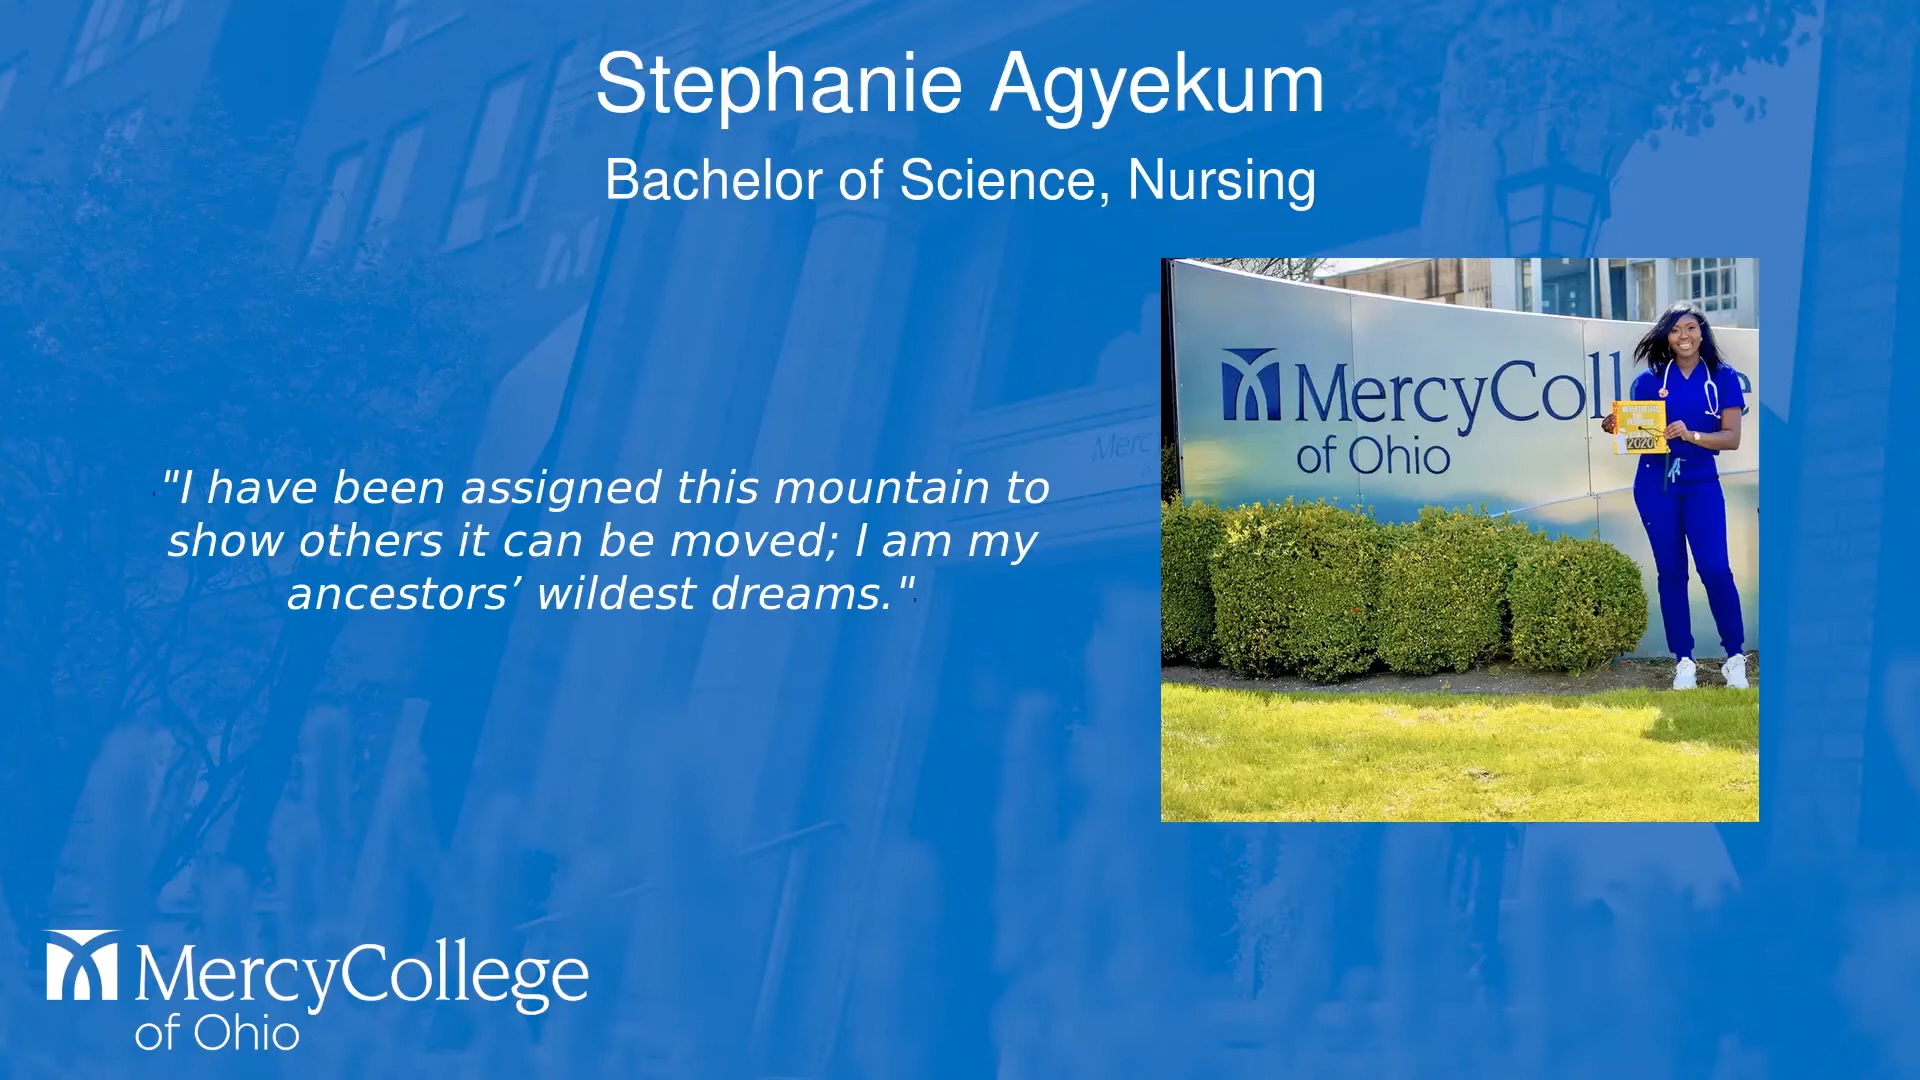 Stephanie Agyekum
Bachelor of Science, Nursing
"I have been assigned this mountain to
show others it can be moved; I am my
ancestors’ wildest dreams."
MercyColl e
of Ohio
2020
MercyCollege
of Ohio